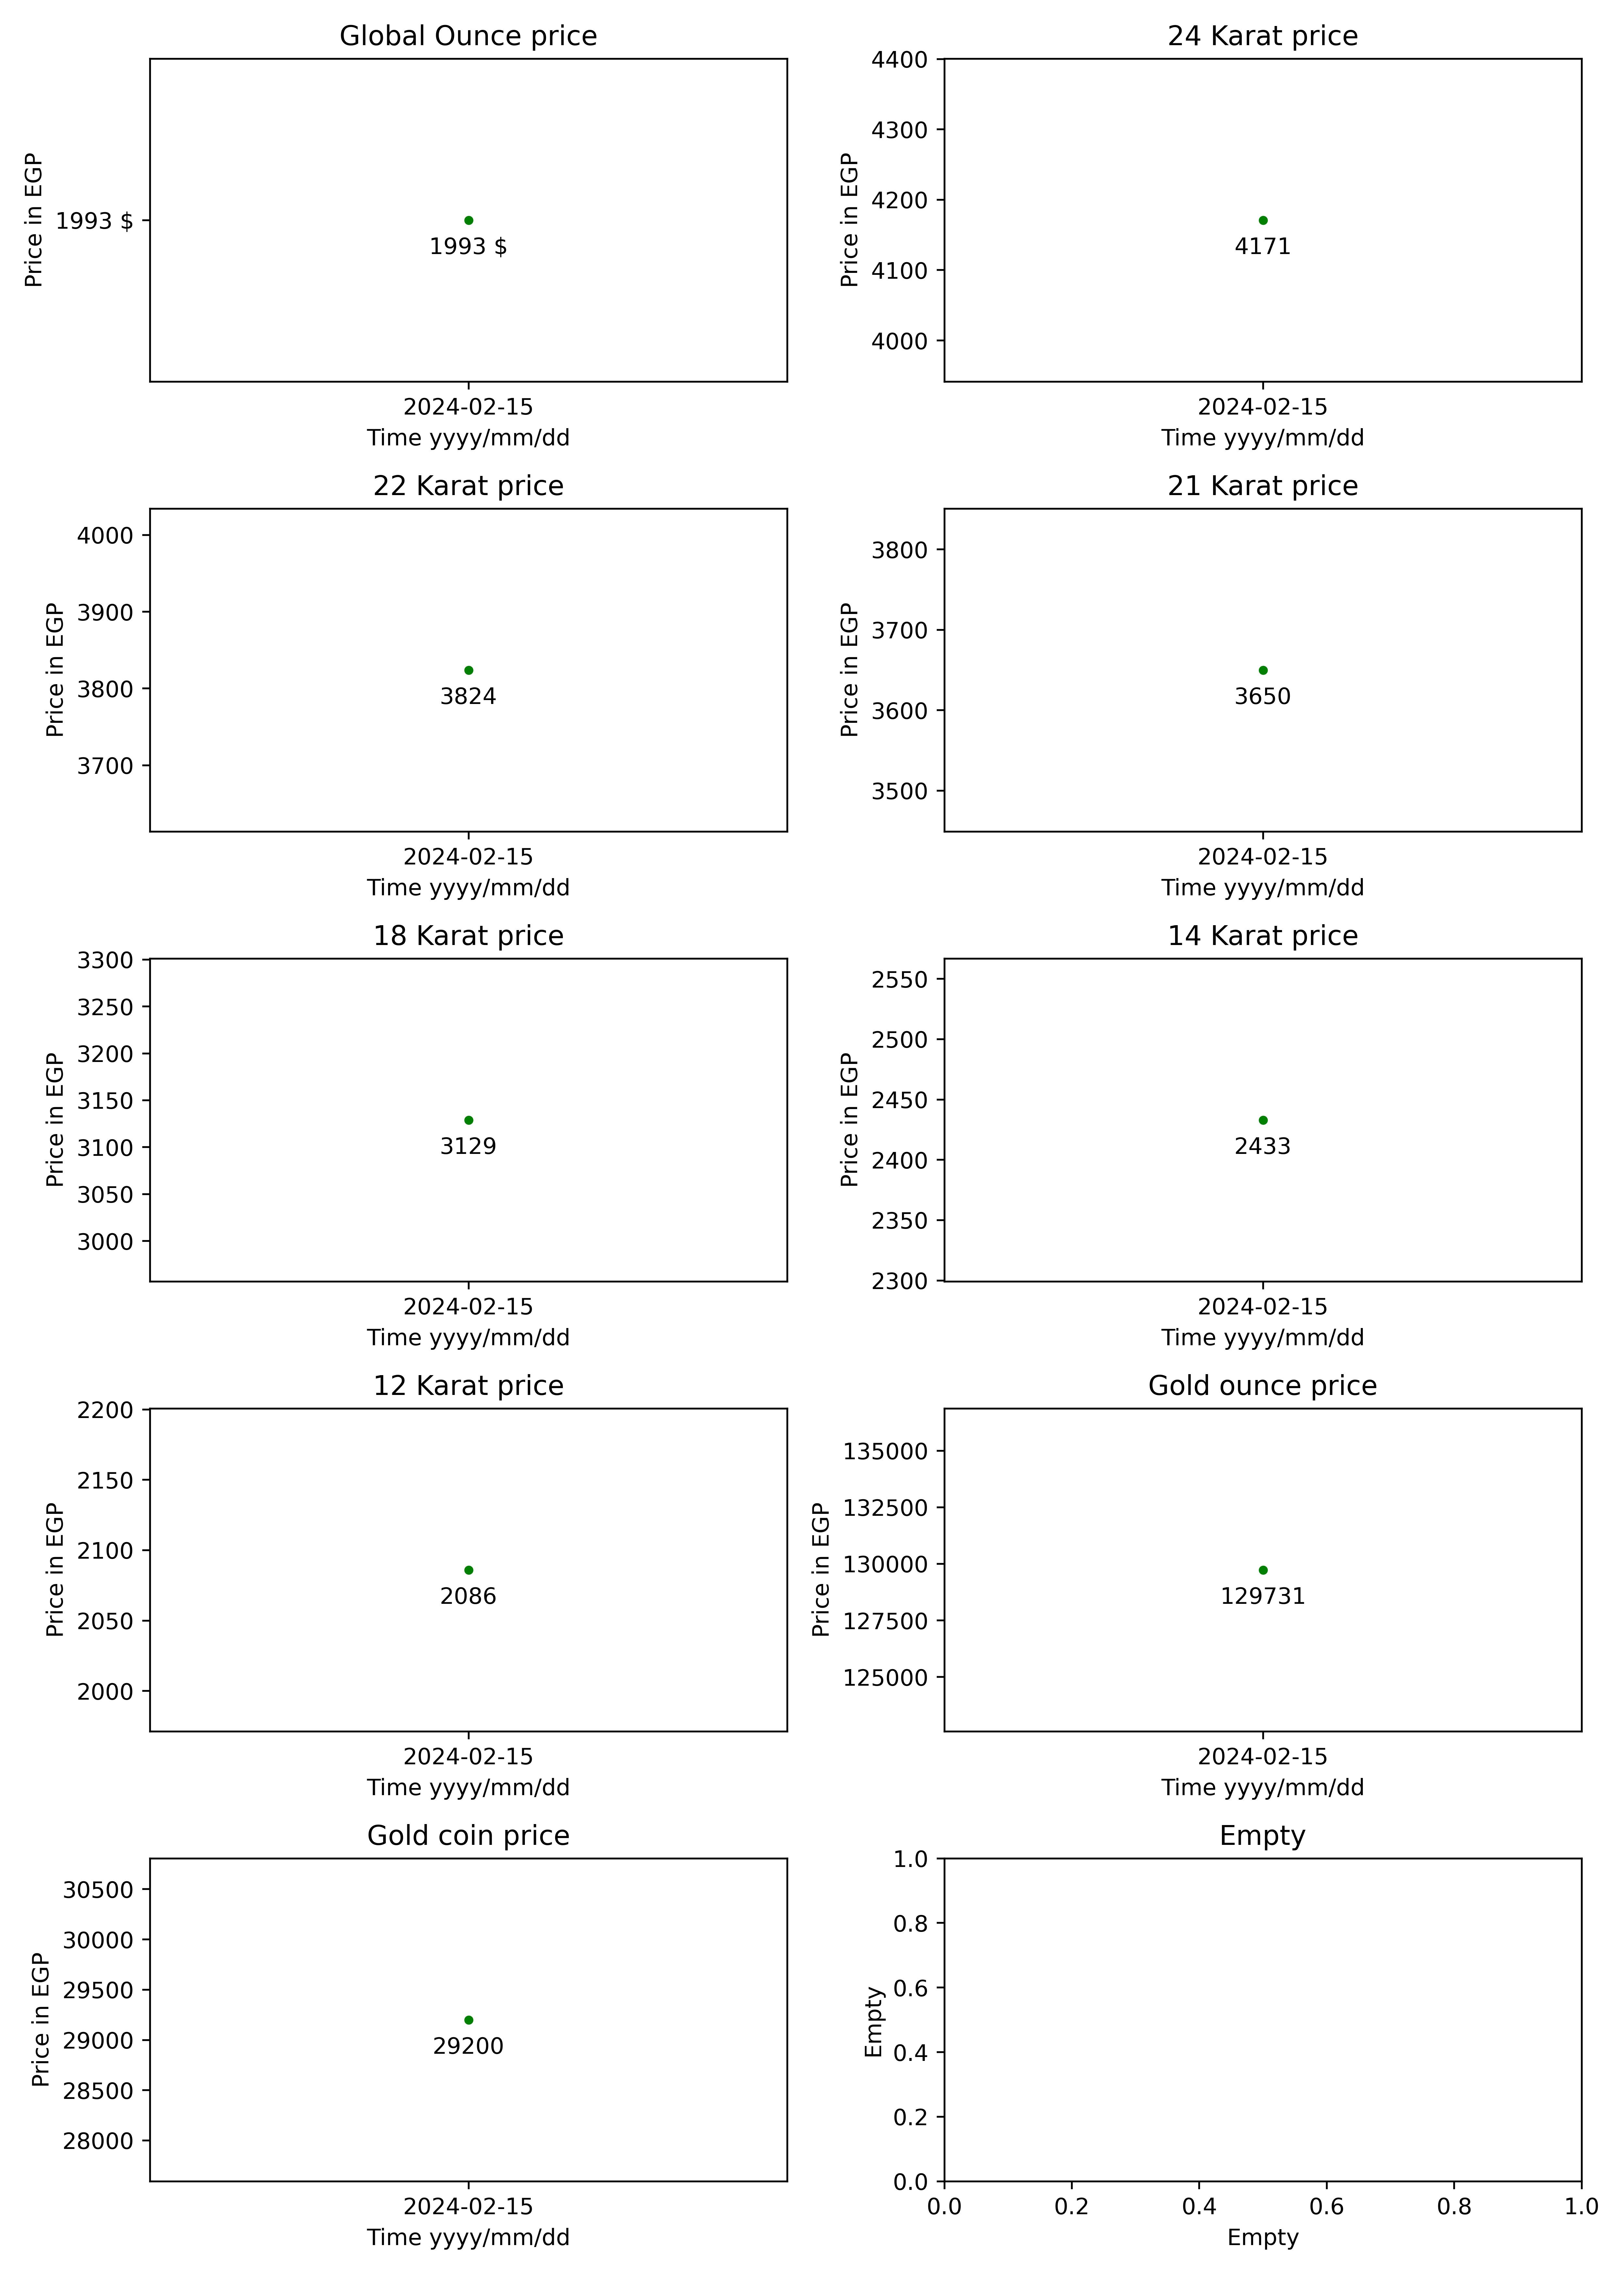 Global Ounce price
Price in EGP
1993 $
1993 $
2024-02-15
Time yyyy/mm/dd
24 Karat price
Price in EGP
4400
4300
4200
4100
4000
4171
2024-02-15
Time yyyy/mm/dd
22 Karat price
Price in EGP
4000
3900
3800
3700
3824
2024-02-15
Time yyyy/mm/dd
21 Karat price
Price in EGP
3800
3700
3600
3500
3650
2024-02-15
Time yyyy/mm/dd
18 Karat price
Price in EGP
3300
3250
3200
3150
3100
3050
3000
3129
2024-02-15
Time yyyy/mm/dd
14 Karat price
Price in EGP
2550
2500
2450
2400
2350
2300
2433
2024-02-15
Time yyyy/mm/dd
12 Karat price
Price in EGP
2200
2150
2100
2050
2000
2086
2024-02-15
Time yyyy/mm/dd
Gold ounce price
Price in EGP
135000
132500
130000
127500
125000
129731
2024-02-15
Time yyyy/mm/dd
Gold coin price
Price in EGP
30500
30000
29500
29000
28500
28000
29200
2024-02-15
Time yyyy/mm/dd
Empty
Empty
1.0
0.8
0.6
0.4
0.2
0.0
0.0 0.2 0.4 0.6 0.8 1.0
Empty